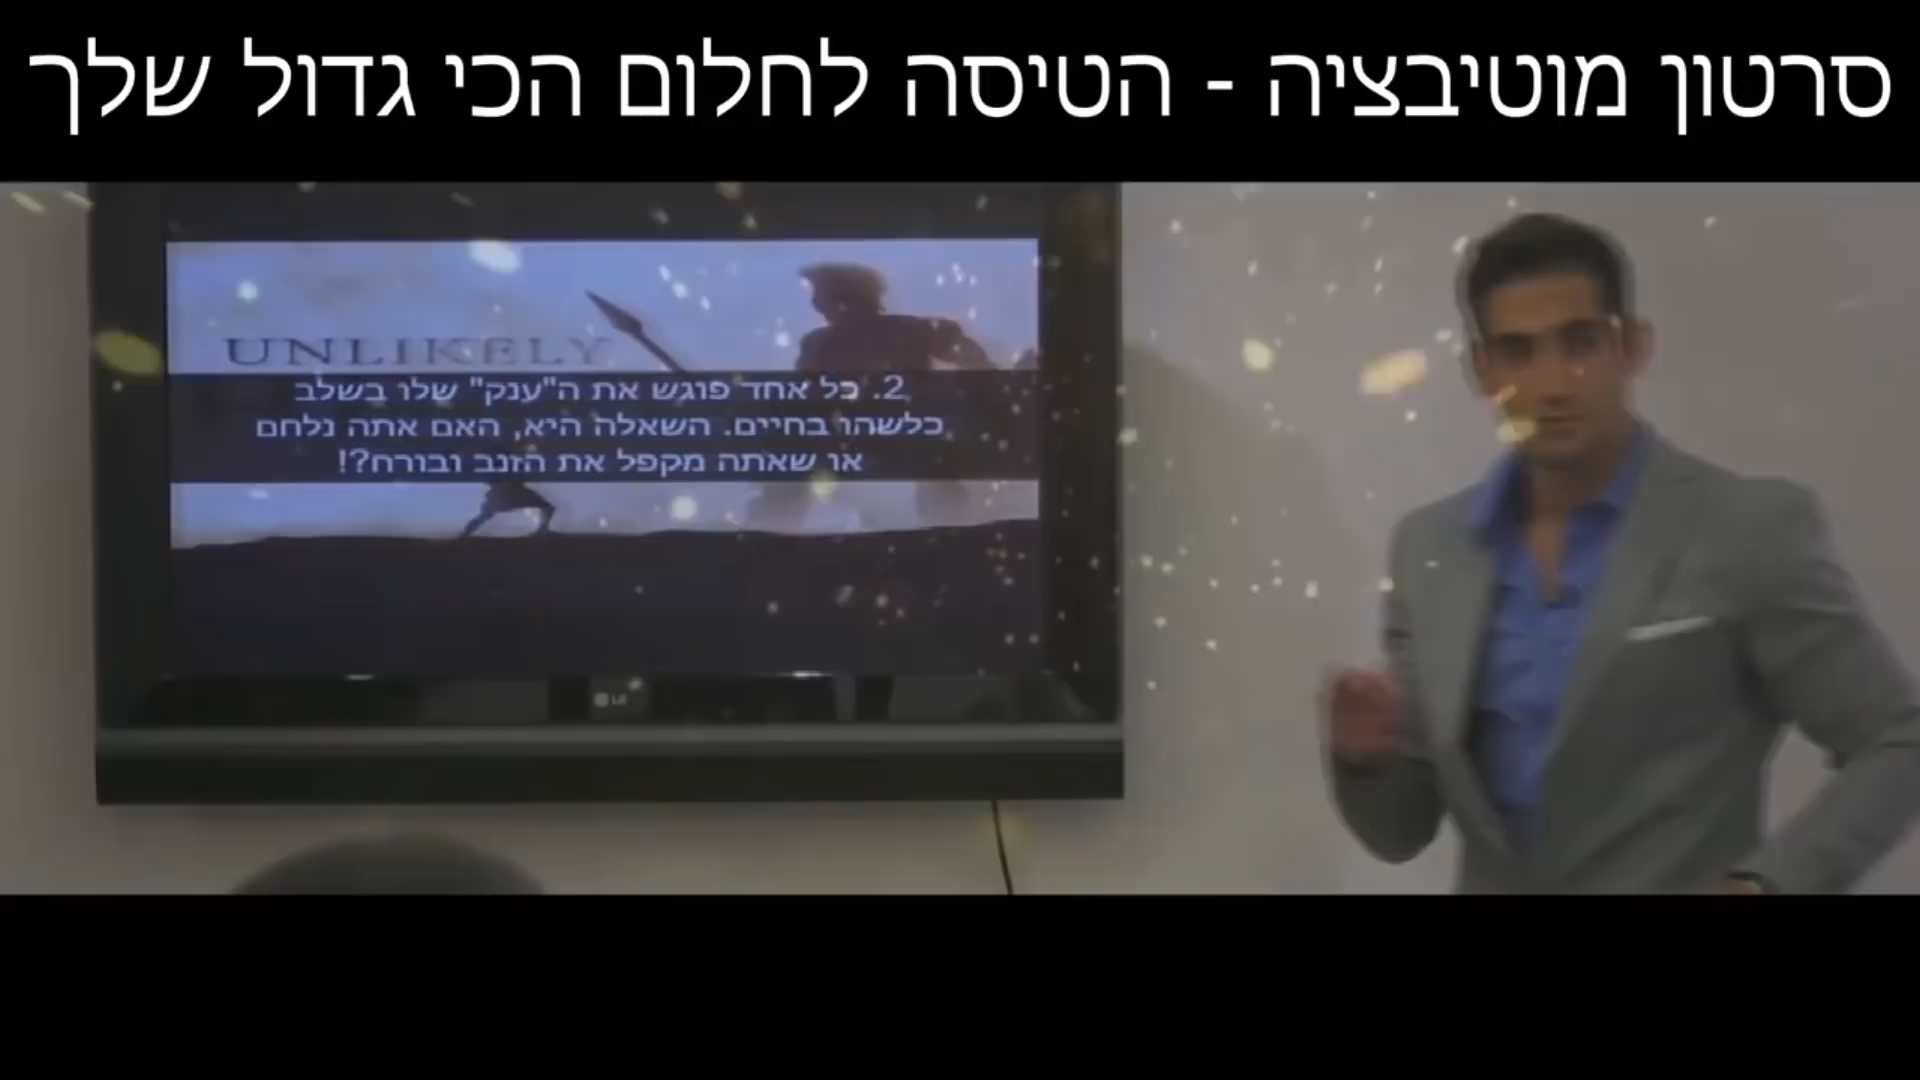 סרטון מוטיבציה - הטיסה לחלום הכי גדול שלך
UNLIKELY
2. כל אחד פוגש את ה"ענק" שלו בשלב
כלשהו בחיים. השאלה היא, האם אתה נלחם
או שאתה מקפל את הזנב ובורח?!
LG